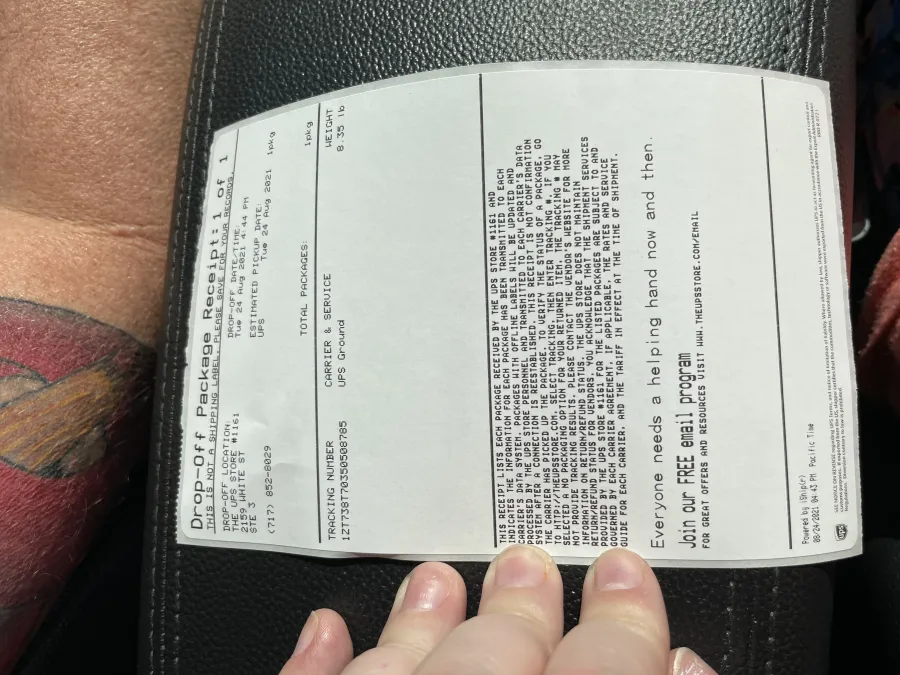 Drop-Off Package Receipt: 1 of 1
THIS IS NOT A SHIPPING LABEL. PLEASE SAVE FOR YOUR RECORDS.
DROP-OFF LOCATION:
THE UPS STORE #1161
2159 WHITE ST
STE 3
(717) 852-8029
DROP-OFF DATE/TIME:
Tue 24 Aug 2021 4:44 PM
ESTIMATED PICKUP DATE:
UPS Tue 24 Aug 2021 1pkg
TOTAL PACKAGES: 1pkg
TRACKING NUMBER CARRIER & SERVICE WEIGHT
1ZT738T70350508785 UPS Ground 8.35 lb
THIS RECEIPT LISTS EACH PACKAGE RECEIVED BY THE UPS STORE #1161 AND
INDICATES THE INFORMATION FOR EACH PACKAGE HAS BEEN TRANSMITTED TO EACH
CARRIER'S DATA SYSTEM. PACKAGES WITH OFFLINE LABELS WILL BE UPDATED AND
PROCESSED BY THE UPS STORE PERSONNEL AND TRANSMITTED TO EACH CARRIER'S DATA
SYSTEM AFTER A CONNECTION IS REESTABLISHED. THIS RECEIPT IS NOT CONFIRMATION
THE CARRIER HAS PICKED UP THE PACKAGE. TO VERIFY THE STATUS OF A PACKAGE, GO
TO HTTP://THEUPSSTORE.COM, SELECT TRACKING, THEN ENTER TRACKING #. IF YOU
SELECTED NO PACKAGING OPTION FOR YOUR RETURNED ITEM, THE TRACKING # MAY
NOT PROVIDE TRACKING RESULTS. PLEASE CONTACT THE VENDOR'S WEBSITE FOR MORE
INFORMATION ON RETURN/REFUND STATUS. THE UPS STORE DOES NOT MAINTAIN
RETURN/REFUND STATUS FOR VENDORS. YOU ACKNOWLEDGE THAT THE SHIPMENT SERVICES
PROVIDED BY THE UPS STORE #1161 FOR THE LISTED PACKAGES ARE SUBJECT TO AND
GOVERNED BY EACH CARRIER AGREEMENT, IF APPLICABLE, THE RATES AND SERVICE
GUIDE FOR EACH CARRIER, AND THE TARIFF IN EFFECT AT THE TIME OF SHIPMENT.
Everyone needs a helping hand now and then.
Join our FREE email program
FOR GREAT OFFERS AND RESOURCES VISIT WWW.THEUPSSTORE.COM/EMAIL
Powered by iShip(r)
08/24/2021 04:43 PM Pacific Time
ups